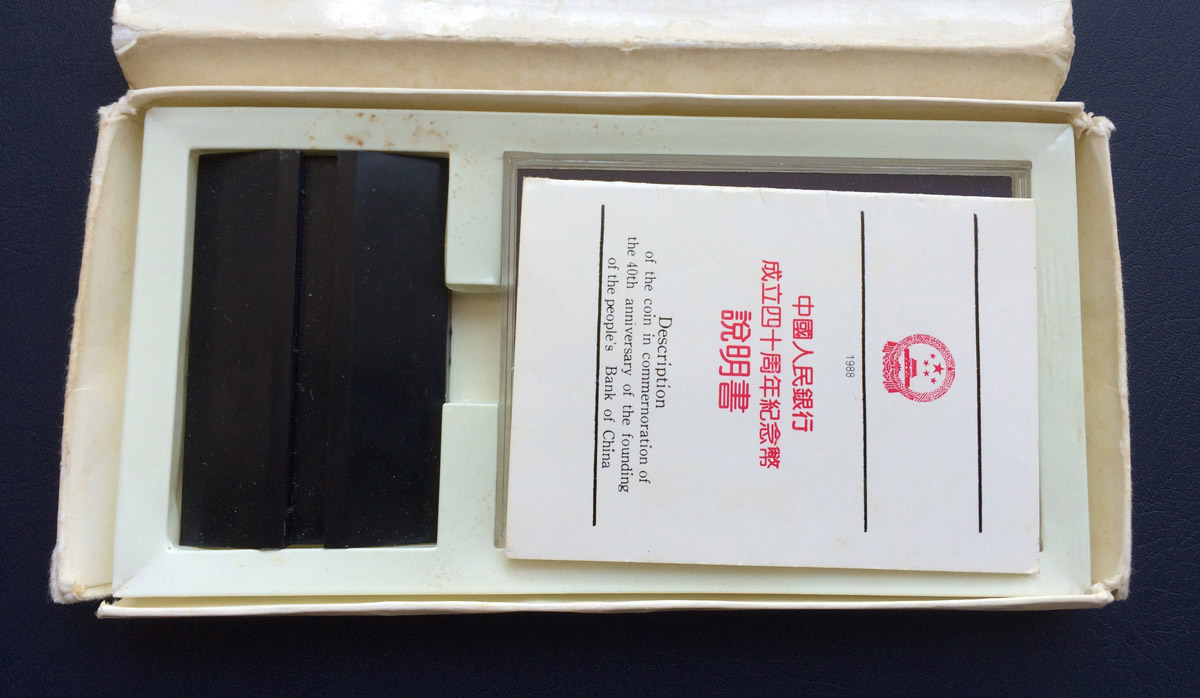 1988
中國人民銀行
成立四十周年紀念幣
說明書
Description
of the coin in commernoration of
the 40th anniversary of the founding
of the people's Bank of China